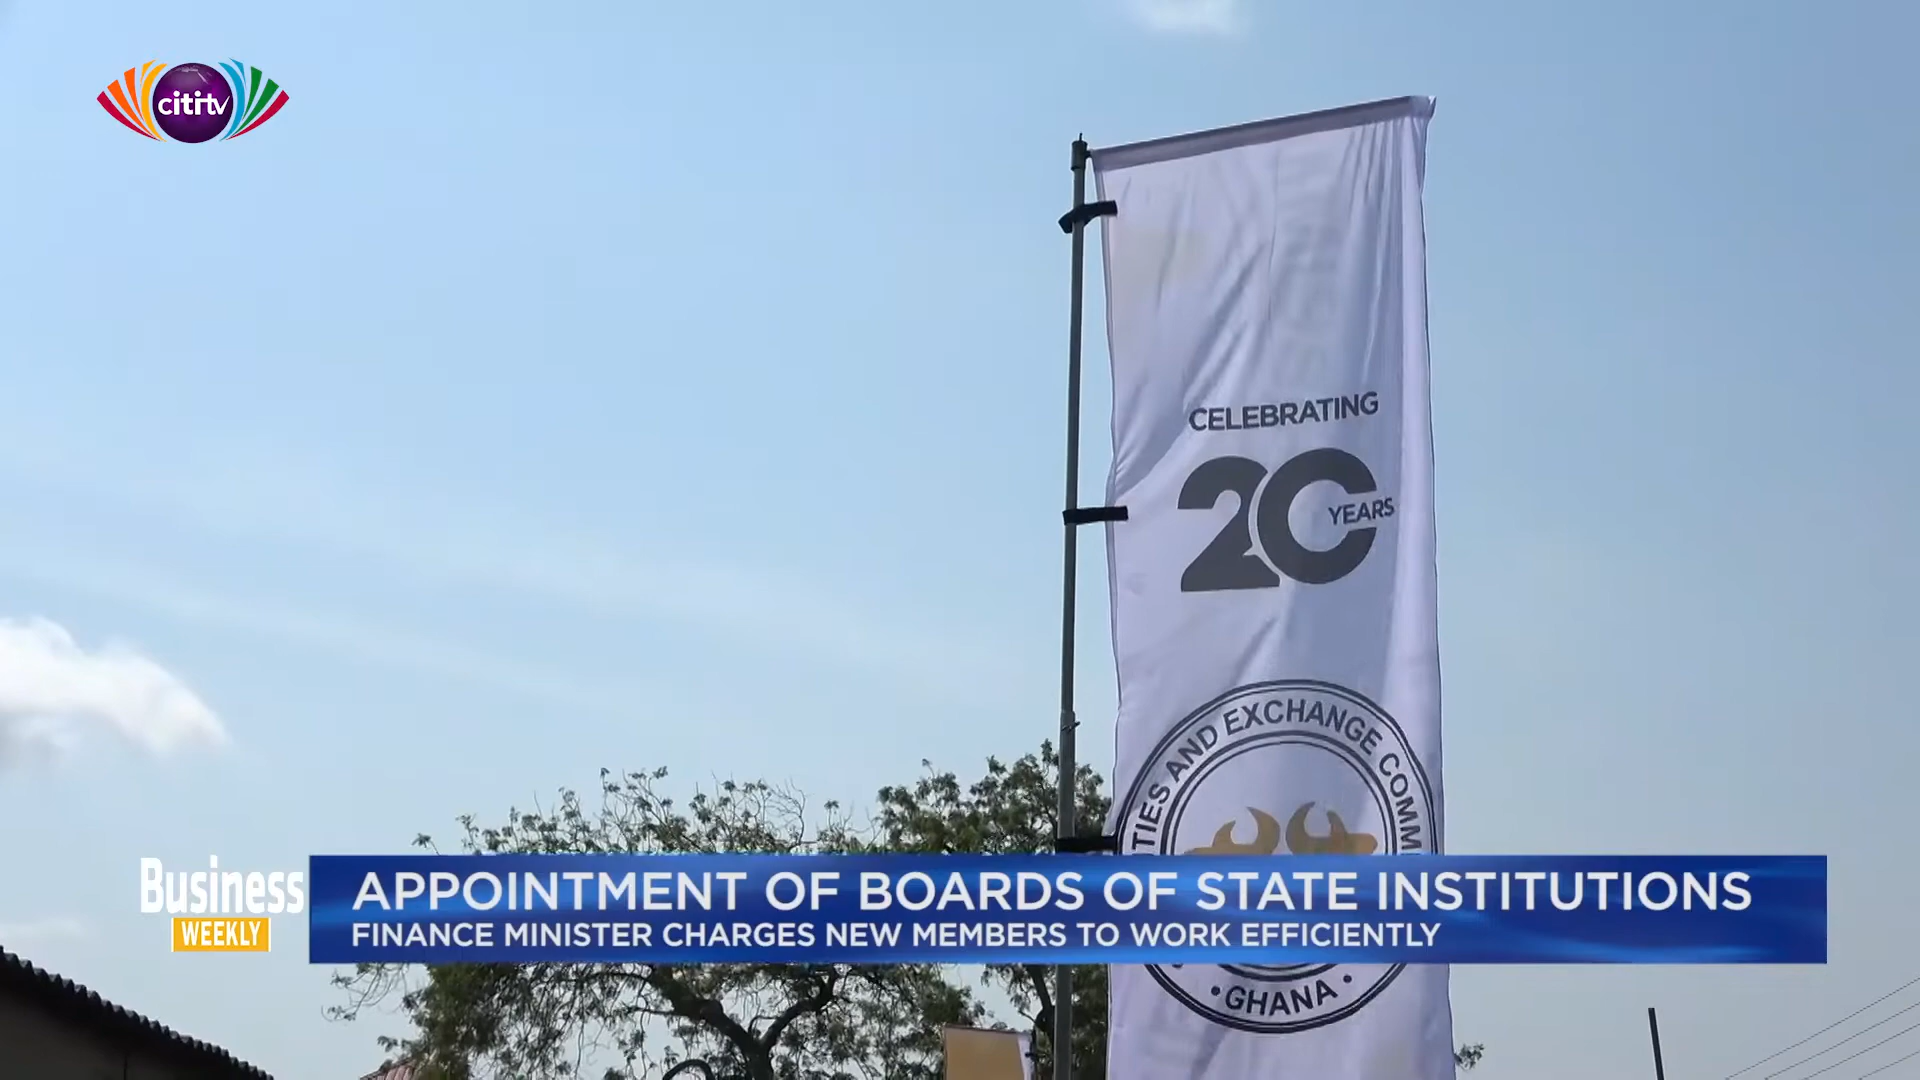 citi tv
CELEBRATING
20
YEARS
AND EXCHANGE
GHANA
Business
WEEKLY
APPOINTMENT OF BOARDS OF STATE INSTITUTIONS
FINANCE MINISTER CHARGES NEW MEMBERS TO WORK EFFICIENTLY